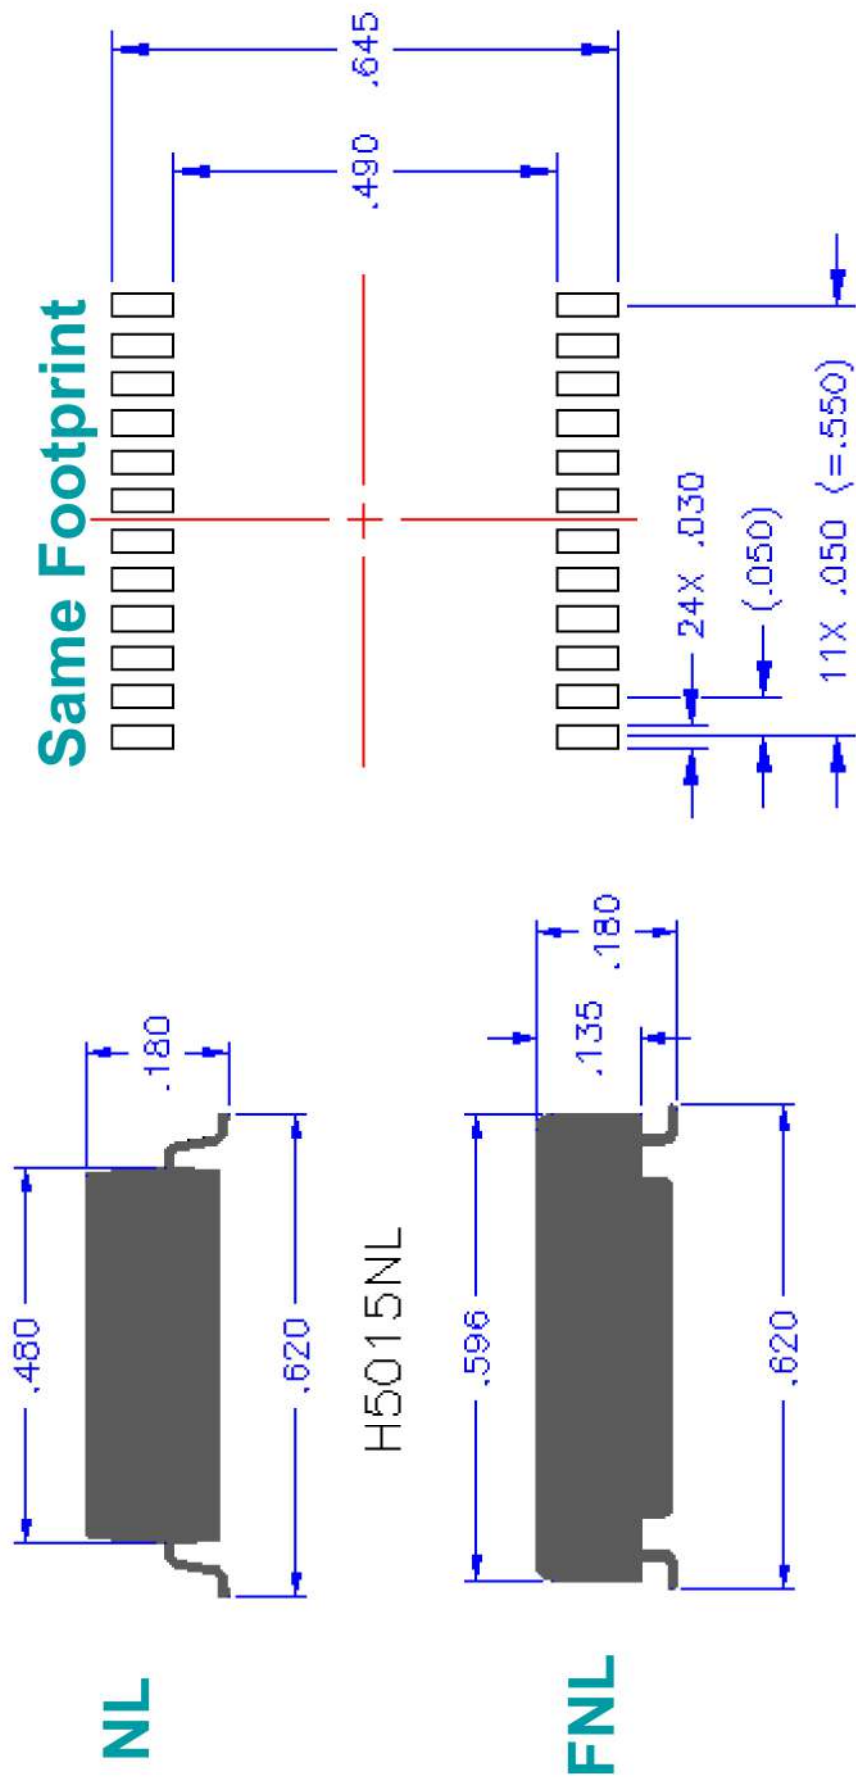 Same Footprint
.645
.490
24X .030
(.050)
11X .050 (=.550)
NL
.480
.180
.620
H5015NL
FNL
.596
.135
.180
.620